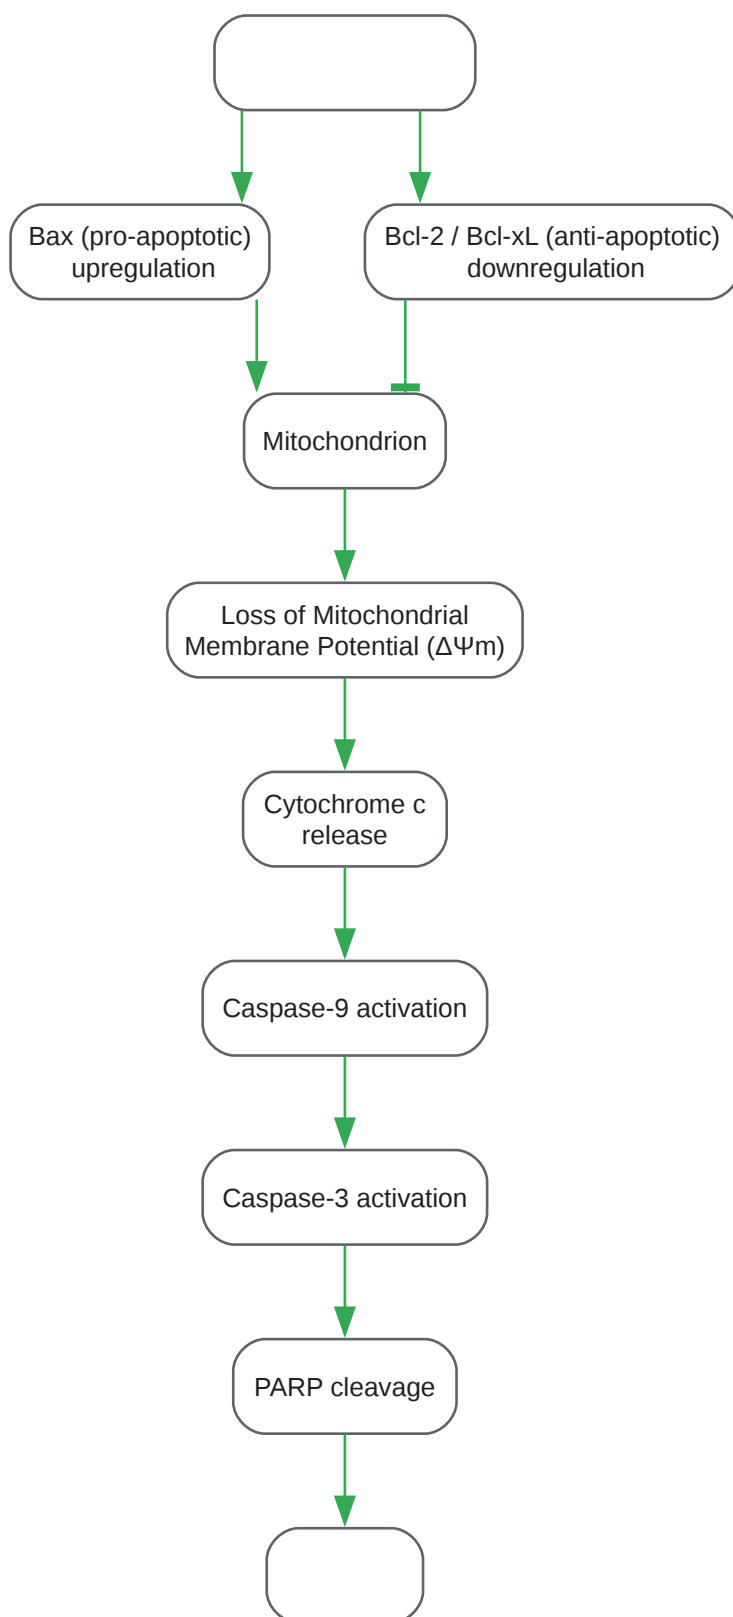 Bax (pro-apoptotic)
upregulation
Bcl-2 / Bcl-xL (anti-apoptotic)
downregulation
Mitochondrion
Loss of Mitochondrial
Membrane Potential (ΔΨm)
Cytochrome c
release
Caspase-9 activation
Caspase-3 activation
PARP cleavage